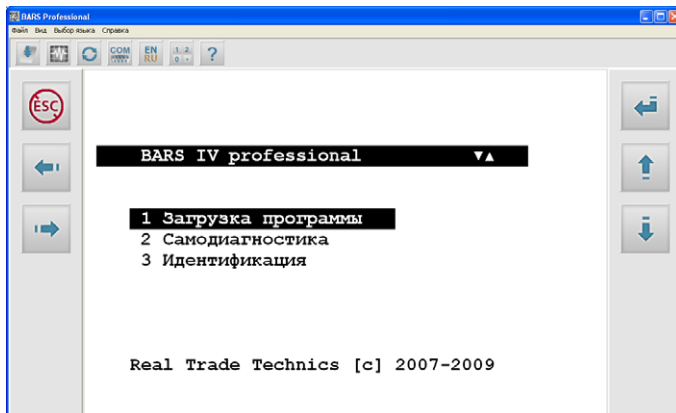 BARS Professional
Файл Вид Выбор языка Справка
COM EN RU 1 2 0 . ?
ESC
BARS IV professional ▼▲
1 Загрузка программы
2 Самодиагностика
3 Идентификация
Real Trade Technics [c] 2007-2009